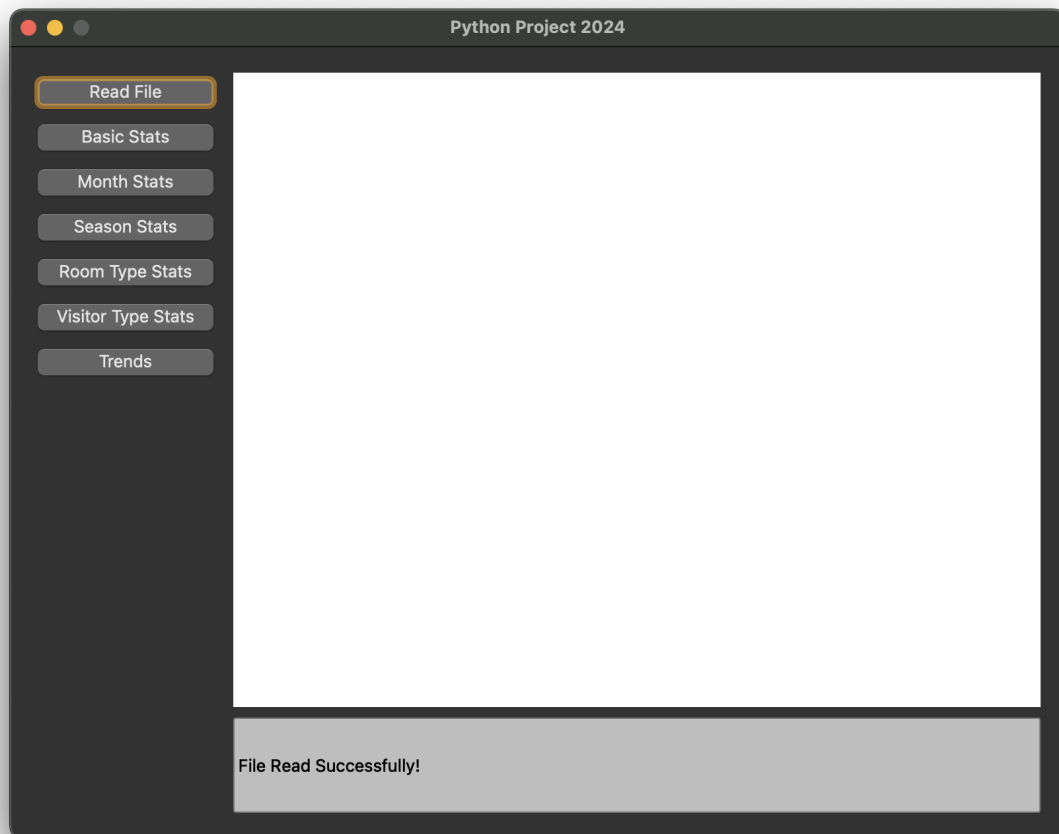 Python Project 2024
Read File
Basic Stats
Month Stats
Season Stats
Room Type Stats
Visitor Type Stats
Trends
File Read Successfully!